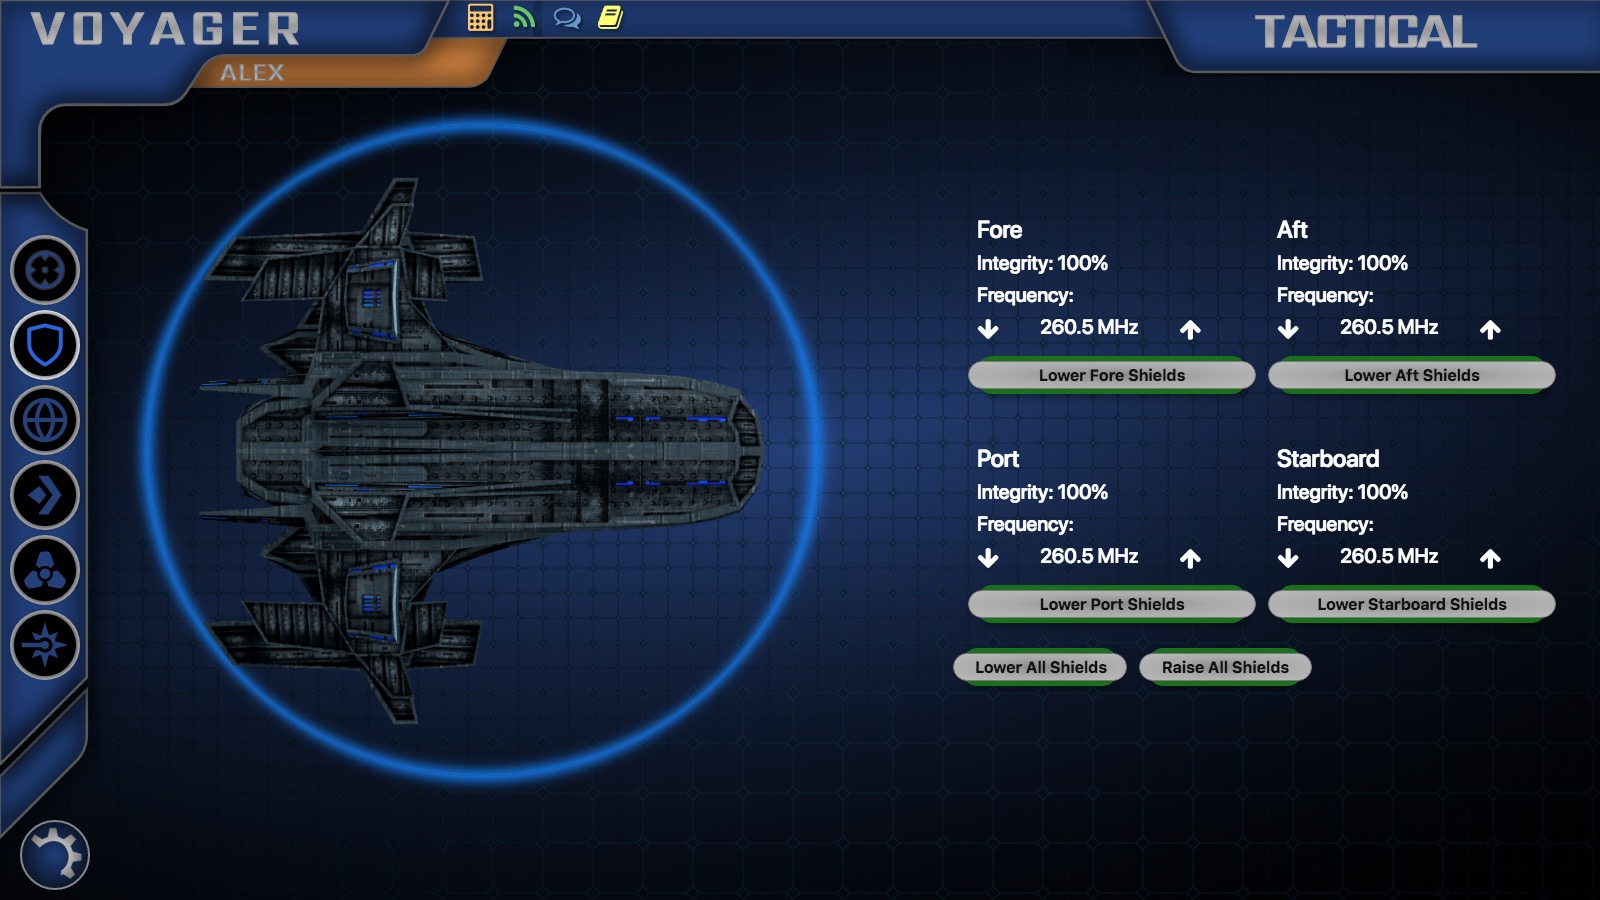 VOYAGER
ALEX
TACTICAL
Fore
Integrity: 100%
Frequency:
260.5 MHz
Lower Fore Shields
Aft
Integrity: 100%
Frequency:
260.5 MHz
Lower Aft Shields
Port
Integrity: 100%
Frequency:
260.5 MHz
Lower Port Shields
Starboard
Integrity: 100%
Frequency:
260.5 MHz
Lower Starboard Shields
Lower All Shields
Raise All Shields